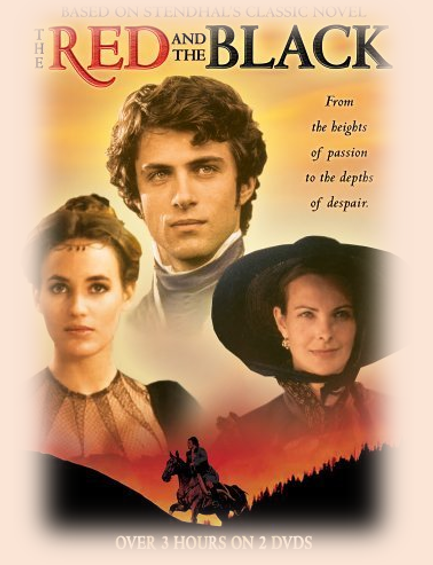 BASED ON STENDHAL'S CLASSIC NOVEL
THE RED AND THE BLACK
From
the heights
of passion
to the depths
of despair.
OVER 3 HOURS ON 2 DVDS